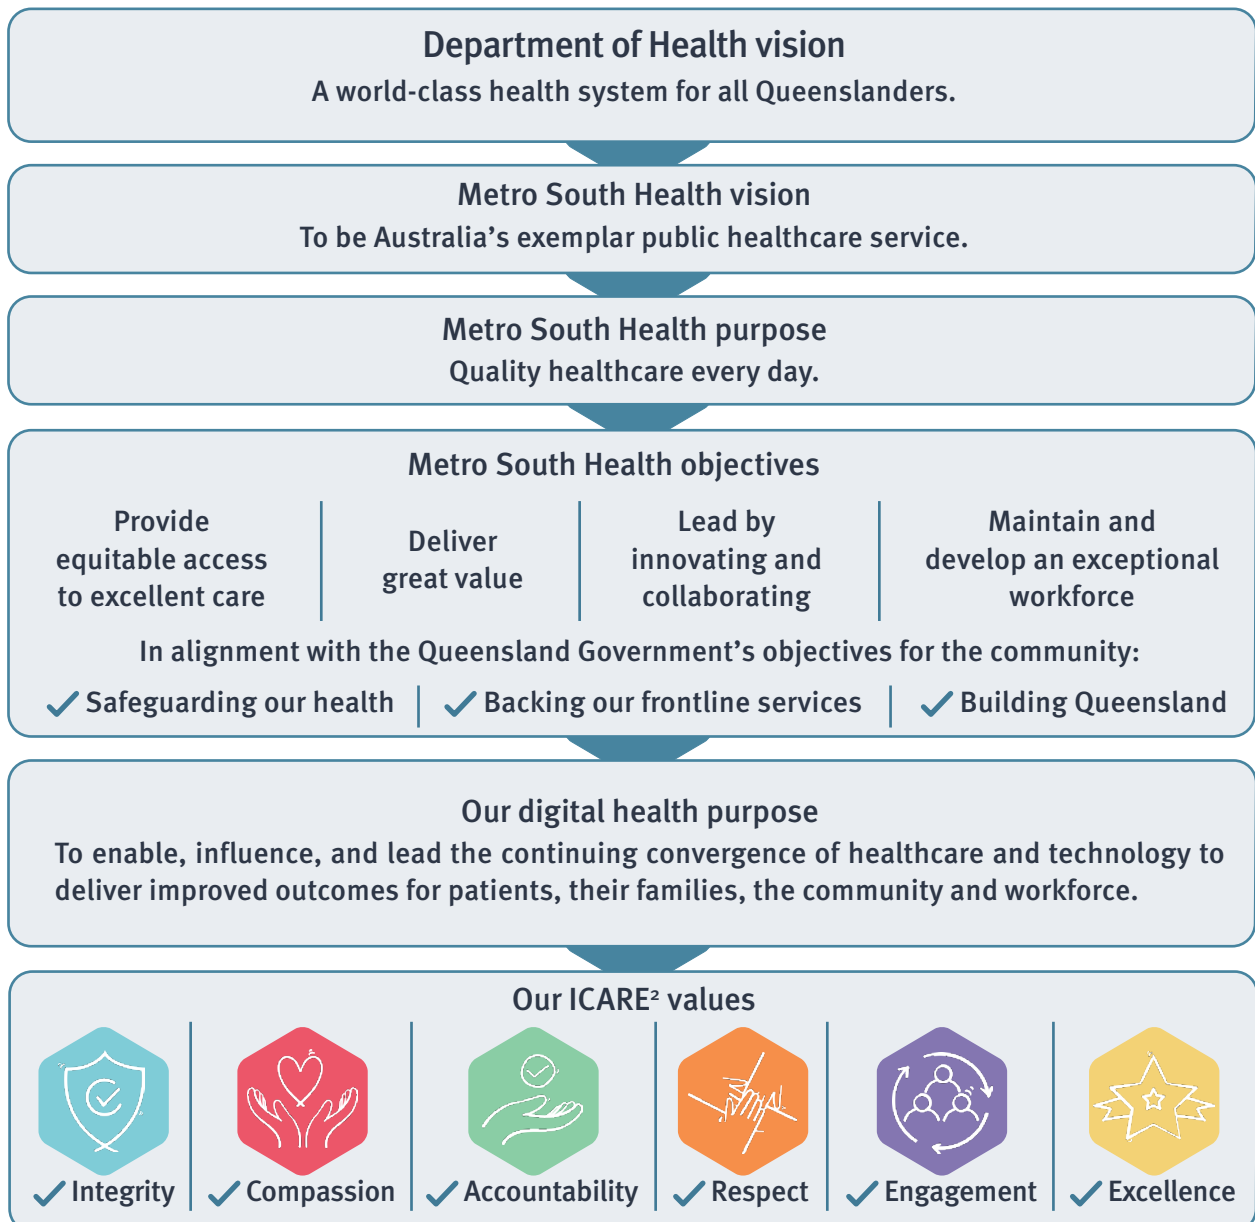 Department of Health vision
A world-class health system for all Queenslanders.
Metro South Health vision
To be Australia’s exemplar public healthcare service.
Metro South Health purpose
Quality healthcare every day.
Metro South Health objectives
Provide
equitable access
to excellent care
Deliver
great value
Lead by
innovating and
collaborating
Maintain and
develop an exceptional
workforce
In alignment with the Queensland Government’s objectives for the community:
Safeguarding our health
Backing our frontline services
Building Queensland
Our digital health purpose
To enable, influence, and lead the continuing convergence of healthcare and technology to
deliver improved outcomes for patients, their families, the community and workforce.
Our ICARE² values
Integrity
Compassion
Accountability
Respect
Engagement
Excellence